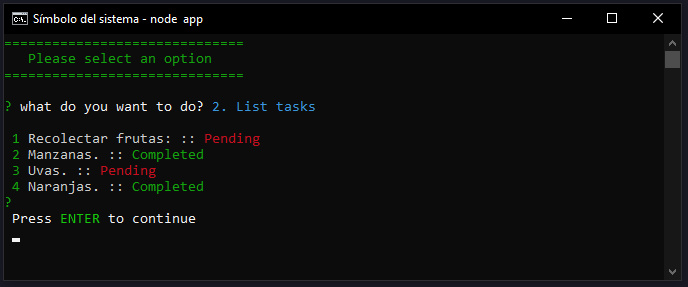 Símbolo del sistema - node app
==============================
Please select an option
==============================
? what do you want to do? 2. List tasks
1 Recolectar frutas: :: Pending
2 Manzanas. :: Completed
3 Uvas. :: Pending
4 Naranjas. :: Completed
?
Press ENTER to continue